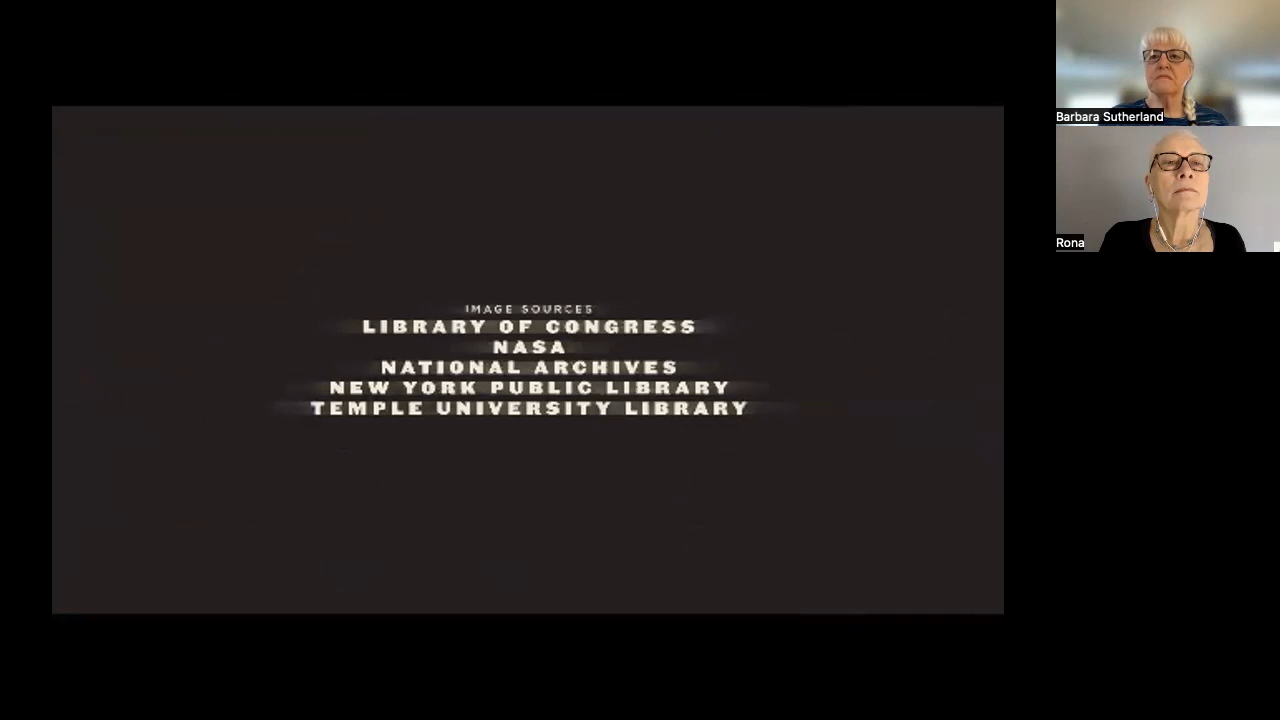 IMAGE SOURCES
LIBRARY OF CONGRESS
NASA
NATIONAL ARCHIVES
NEW YORK PUBLIC LIBRARY
TEMPLE UNIVERSITY LIBRARY
Barbara Sutherland
Rona